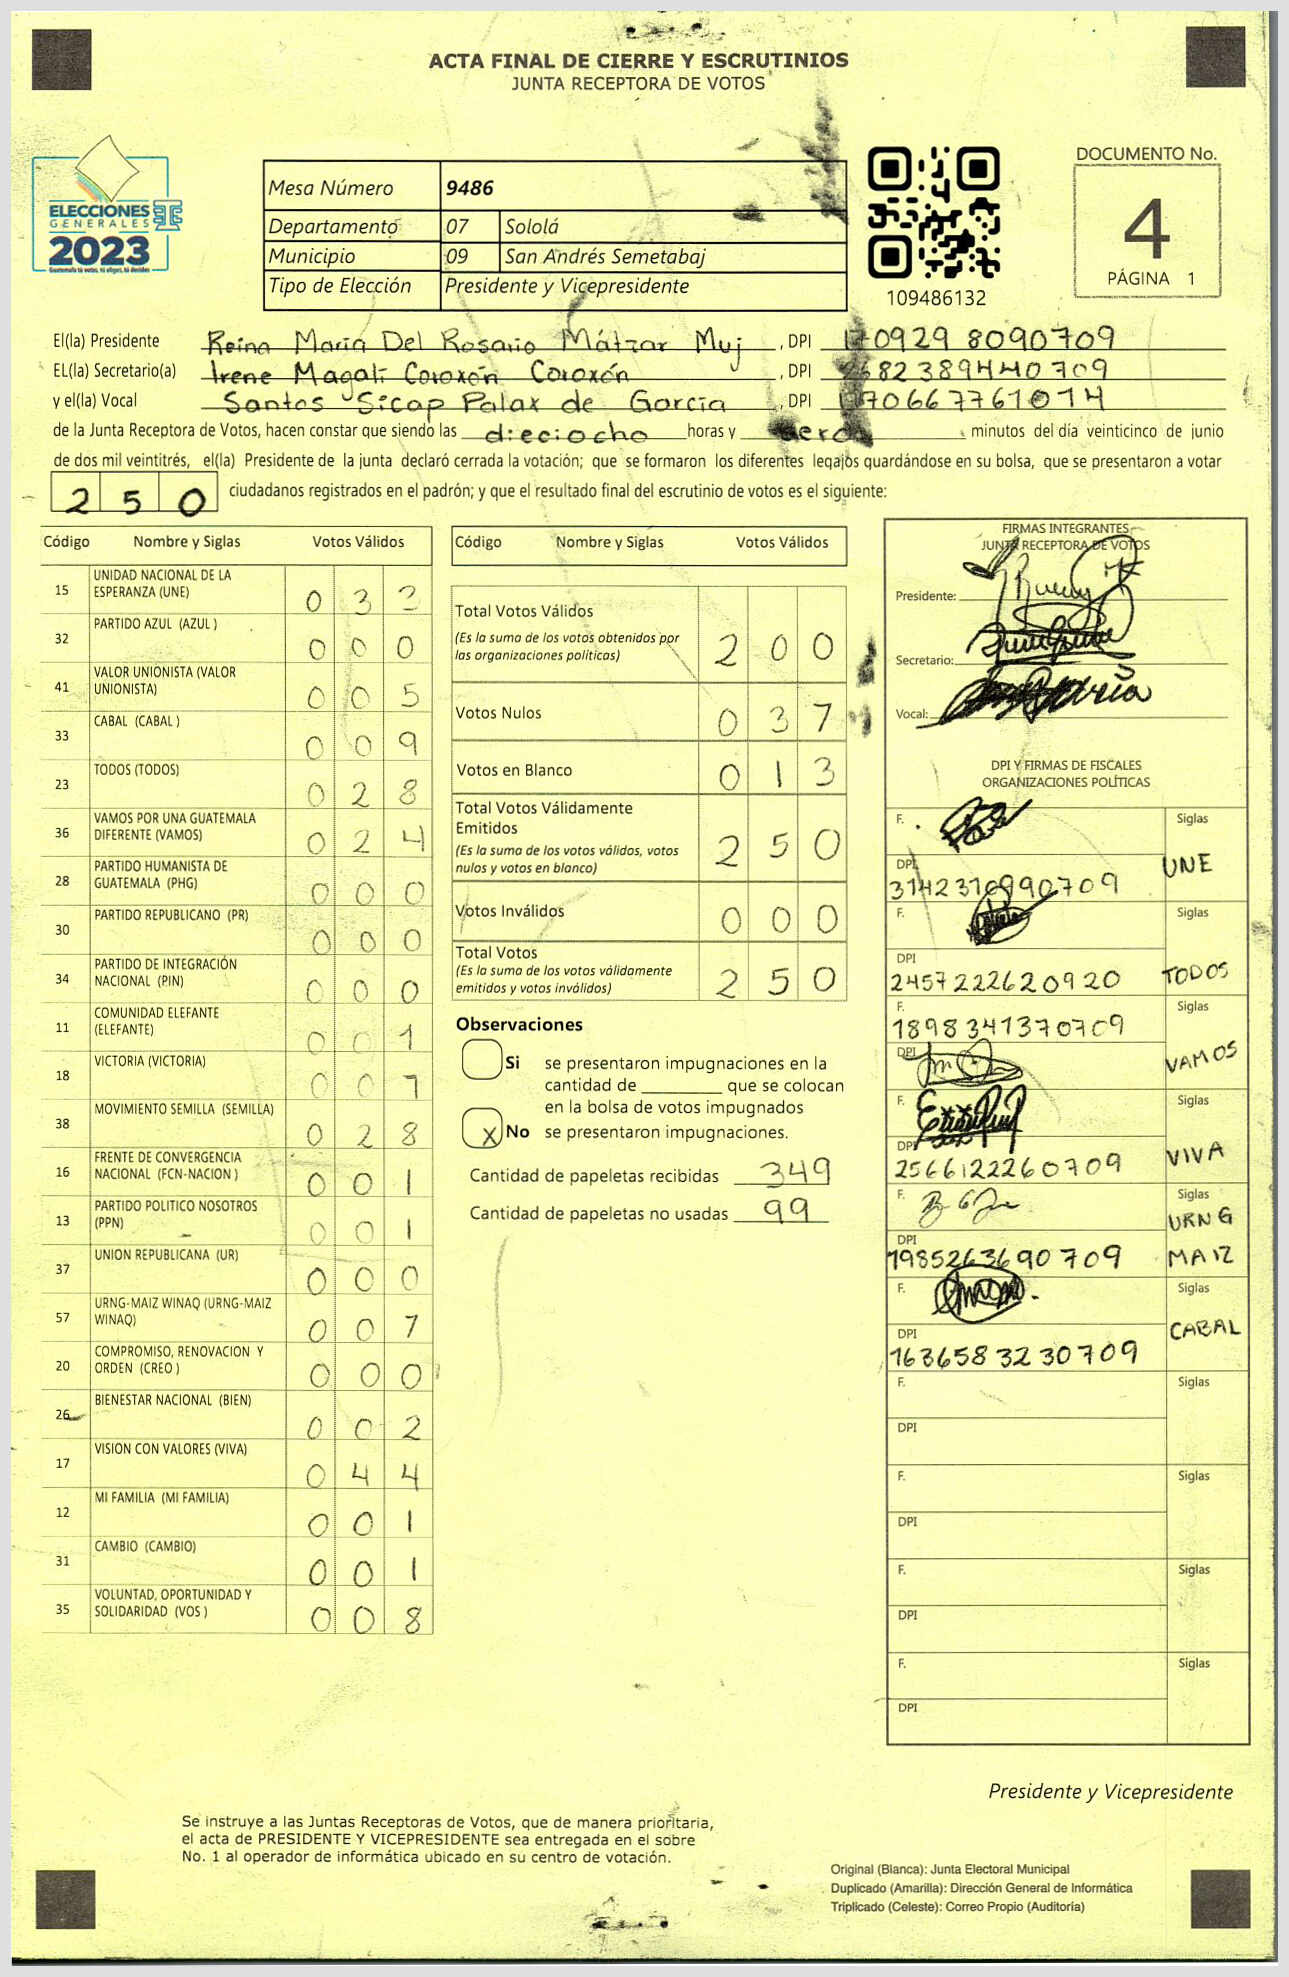 ACTA FINAL DE CIERRE Y ESCRUTINIOS
JUNTA RECEPTORA DE VOTOS
ELECCIONES
GENERALES
2023
Guatemala tú votas, tú eliges, tú decides
Mesa Número 9486
Departamento 07 Sololá
Municipio 09 San Andrés Semetabaj
Tipo de Elección Presidente y Vicepresidente
109486132
DOCUMENTO No.
4
PÁGINA 1
El(la) Presidente Reina María Del Rosario Mátzar Muj, DPI 170929 8090709
EL(la) Secretario(a) Irene Magalí Coroxón Coroxón, DPI 682389440709
y el(la) Vocal Santos Sicap Palax de García, DPI 170667761014
de la Junta Receptora de Votos, hacen constar que siendo las dieciocho horas y cero minutos del día veinticinco de junio
de dos mil veintitrés, el(la) Presidente de la junta declaró cerrada la votación; que se formaron los diferentes legajos guardándose en su bolsa, que se presentaron a votar
250 ciudadanos registrados en el padrón; y que el resultado final del escrutinio de votos es el siguiente:
Código Nombre y Siglas Votos Válidos
15 UNIDAD NACIONAL DE LA ESPERANZA (UNE) 0 3 3
32 PARTIDO AZUL (AZUL ) 0 0 0
41 VALOR UNIONISTA (VALOR UNIONISTA) 0 0 5
33 CABAL (CABAL ) 0 0 9
23 TODOS (TODOS) 0 2 8
36 VAMOS POR UNA GUATEMALA DIFERENTE (VAMOS) 0 2 4
28 PARTIDO HUMANISTA DE GUATEMALA (PHG) 0 0 0
30 PARTIDO REPUBLICANO (PR) 0 0 0
34 PARTIDO DE INTEGRACIÓN NACIONAL (PIN) 0 0 0
11 COMUNIDAD ELEFANTE (ELEFANTE) 0 0 1
18 VICTORIA (VICTORIA) 0 0 7
38 MOVIMIENTO SEMILLA (SEMILLA) 0 2 8
16 FRENTE DE CONVERGENCIA NACIONAL (FCN-NACION ) 0 0 1
13 PARTIDO POLITICO NOSOTROS (PPN) 0 0 1
37 UNION REPUBLICANA (UR) 0 0 0
57 URNG-MAIZ WINAQ (URNG-MAIZ WINAQ) 0 0 7
20 COMPROMISO, RENOVACION Y ORDEN (CREO ) 0 0 0
26 BIENESTAR NACIONAL (BIEN) 0 0 2
17 VISION CON VALORES (VIVA) 0 4 4
12 MI FAMILIA (MI FAMILIA) 0 0 1
31 CAMBIO (CAMBIO) 0 0 1
35 VOLUNTAD, OPORTUNIDAD Y SOLIDARIDAD (VOS ) 0 0 8
Código Nombre y Siglas Votos Válidos
Total Votos Válidos 2 0 0
(Es la suma de los votos obtenidos por
las organizaciones políticas)
Votos Nulos 0 3 7
Votos en Blanco 0 1 3
Total Votos Válidamente
Emitidos 2 5 0
(Es la suma de los votos válidos, votos
nulos y votos en blanco)
Votos Inválidos 0 0 0
Total Votos 2 5 0
(Es la suma de los votos válidamente
emitidos y votos inválidos)
Observaciones
Si se presentaron impugnaciones en la
cantidad de ________ que se colocan
en la bolsa de votos impugnados
X No se presentaron impugnaciones.
Cantidad de papeletas recibidas 349
Cantidad de papeletas no usadas 99
FIRMAS INTEGRANTES
JUNTA RECEPTORA DE VOTOS
Presidente:
Secretario:
Vocal:
DPI Y FIRMAS DE FISCALES
ORGANIZACIONES POLÍTICAS
F. Siglas
UNE
DPI
3142310990709
F. Siglas
DPI
2457222620920 TODOS
F. Siglas
1898341370709
DPI VAMOS
F. Siglas
DPI
2566122260709 VIVA
F. Siglas
URNG
DPI
1985263690709 MAIZ
F. Siglas
CABAL
DPI
1636583230709
F. Siglas
DPI
F. Siglas
DPI
F. Siglas
DPI
F. Siglas
DPI
Presidente y Vicepresidente
Se instruye a las Juntas Receptoras de Votos, que de manera prioritaria,
el acta de PRESIDENTE Y VICEPRESIDENTE sea entregada en el sobre
No. 1 al operador de informática ubicado en su centro de votación.
Original (Blanca): Junta Electoral Municipal
Duplicado (Amarilla): Dirección General de Informática
Triplicado (Celeste): Correo Propio (Auditoría)